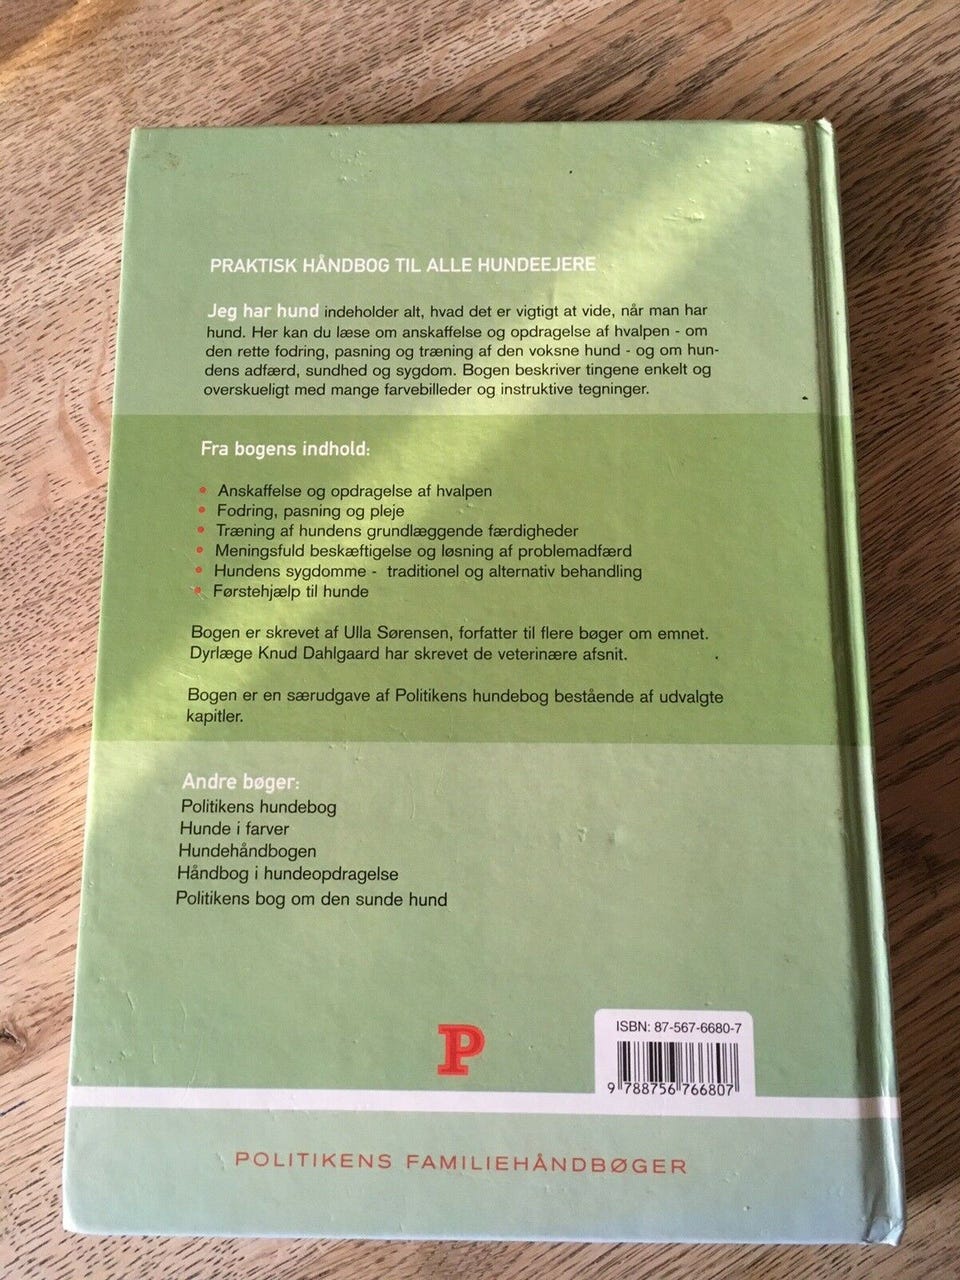 PRAKTISK HÅNDBOG TIL ALLE HUNDEEJERE
Jeg har hund indeholder alt, hvad det er vigtigt at vide, når man har
hund. Her kan du læse om anskaffelse og opdragelse af hvalpen - om
den rette fodring, pasning og træning af den voksne hund - og om hun-
dens adfærd, sundhed og sygdom. Bogen beskriver tingene enkelt og
overskueligt med mange farvebilleder og instruktive tegninger.
Fra bogens indhold:
• Anskaffelse og opdragelse af hvalpen
• Fodring, pasning og pleje
• Træning af hundens grundlæggende færdigheder
• Meningsfuld beskæftigelse og løsning af problemadfærd
• Hundens sygdomme - traditionel og alternativ behandling
• Førstehjælp til hunde
Bogen er skrevet af Ulla Sørensen, forfatter til flere bøger om emnet.
Dyrlæge Knud Dahlgaard har skrevet de veterinære afsnit.
Bogen er en særudgave af Politikens hundebog bestående af udvalgte
kapitler.
Andre bøger:
Politikens hundebog
Hunde i farver
Hundehåndbogen
Håndbog i hundeopdragelse
Politikens bog om den sunde hund
P
ISBN: 87-567-6680-7
9 788756 766807
POLITIKENS FAMILIEHÅNDBØGER